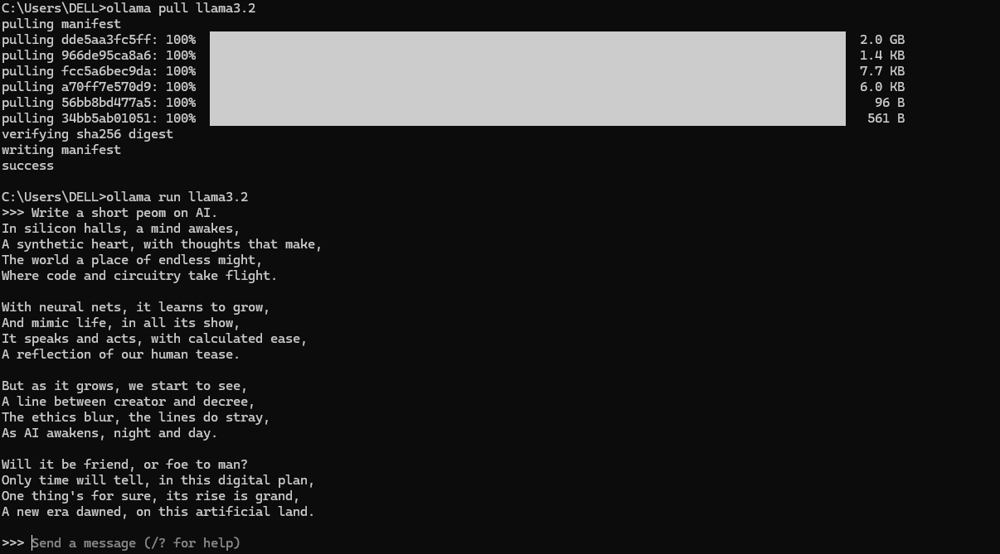 C:\Users\DELL>ollama pull llama3.2
pulling manifest
pulling dde5aa3fc5ff: 100% 2.0 GB
pulling 966de95ca8a6: 100% 1.4 KB
pulling fcc5a6bec9da: 100% 7.7 KB
pulling a70ff7e570d9: 100% 6.0 KB
pulling 56bb8bd477a5: 100% 96 B
pulling 34bb5ab01051: 100% 561 B
verifying sha256 digest
writing manifest
success
C:\Users\DELL>ollama run llama3.2
>>> Write a short peom on AI.
In silicon halls, a mind awakes,
A synthetic heart, with thoughts that make,
The world a place of endless might,
Where code and circuitry take flight.
With neural nets, it learns to grow,
And mimic life, in all its show,
It speaks and acts, with calculated ease,
A reflection of our human tease.
But as it grows, we start to see,
A line between creator and decree,
The ethics blur, the lines do stray,
As AI awakens, night and day.
Will it be friend, or foe to man?
Only time will tell, in this digital plan,
One thing's for sure, its rise is grand,
A new era dawned, on this artificial land.
>>> Send a message (/? for help)